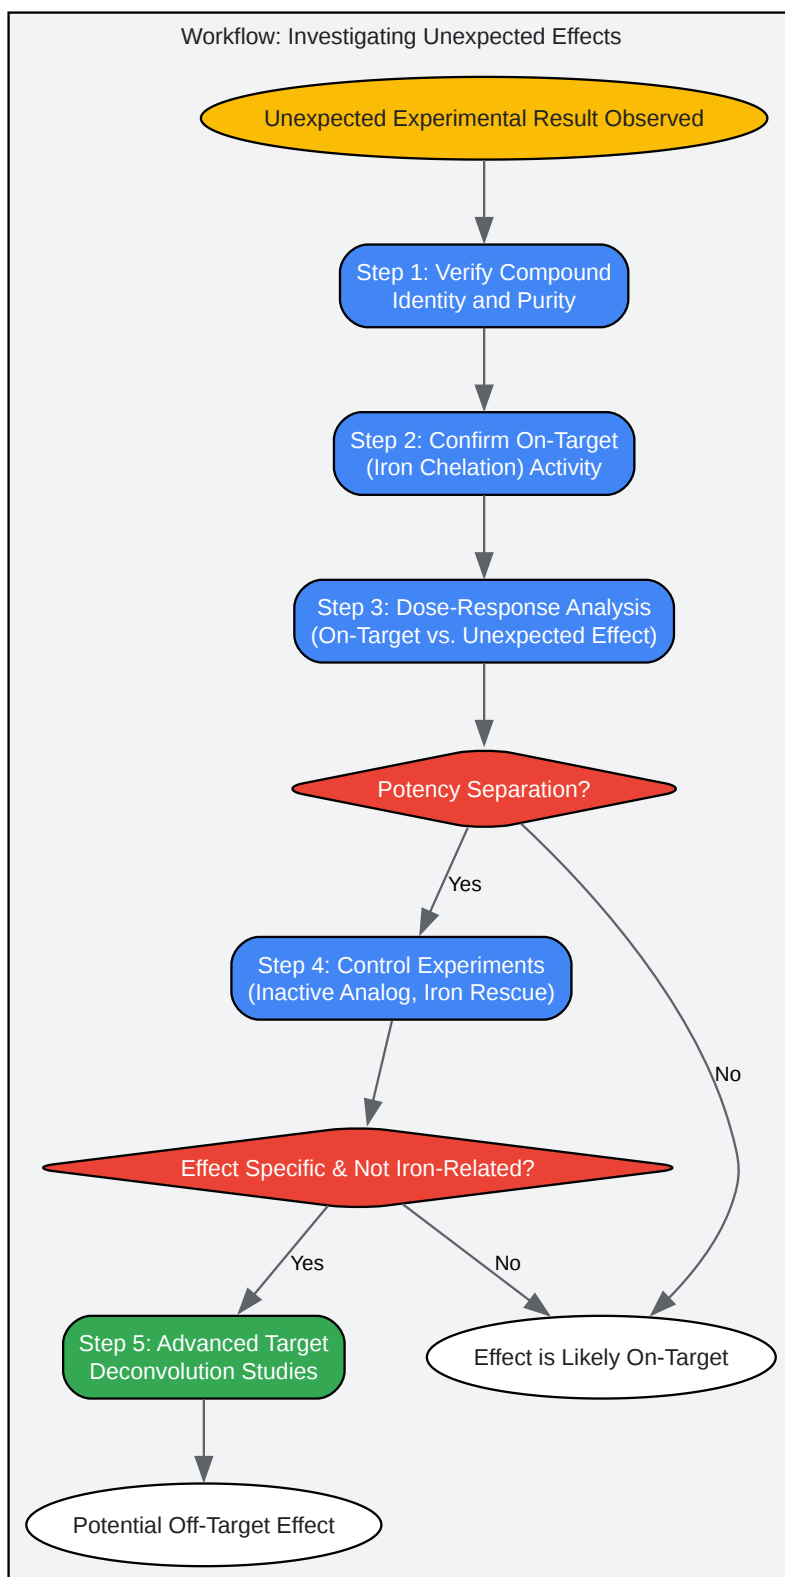 Workflow: Investigating Unexpected Effects
Unexpected Experimental Result Observed
Step 1: Verify Compound
Identity and Purity
Step 2: Confirm On-Target
(Iron Chelation) Activity
Step 3: Dose-Response Analysis
(On-Target vs. Unexpected Effect)
Potency Separation?
Yes
Step 4: Control Experiments
(Inactive Analog, Iron Rescue)
No
Effect Specific & Not Iron-Related?
Yes
No
Step 5: Advanced Target
Deconvolution Studies
Effect is Likely On-Target
Potential Off-Target Effect